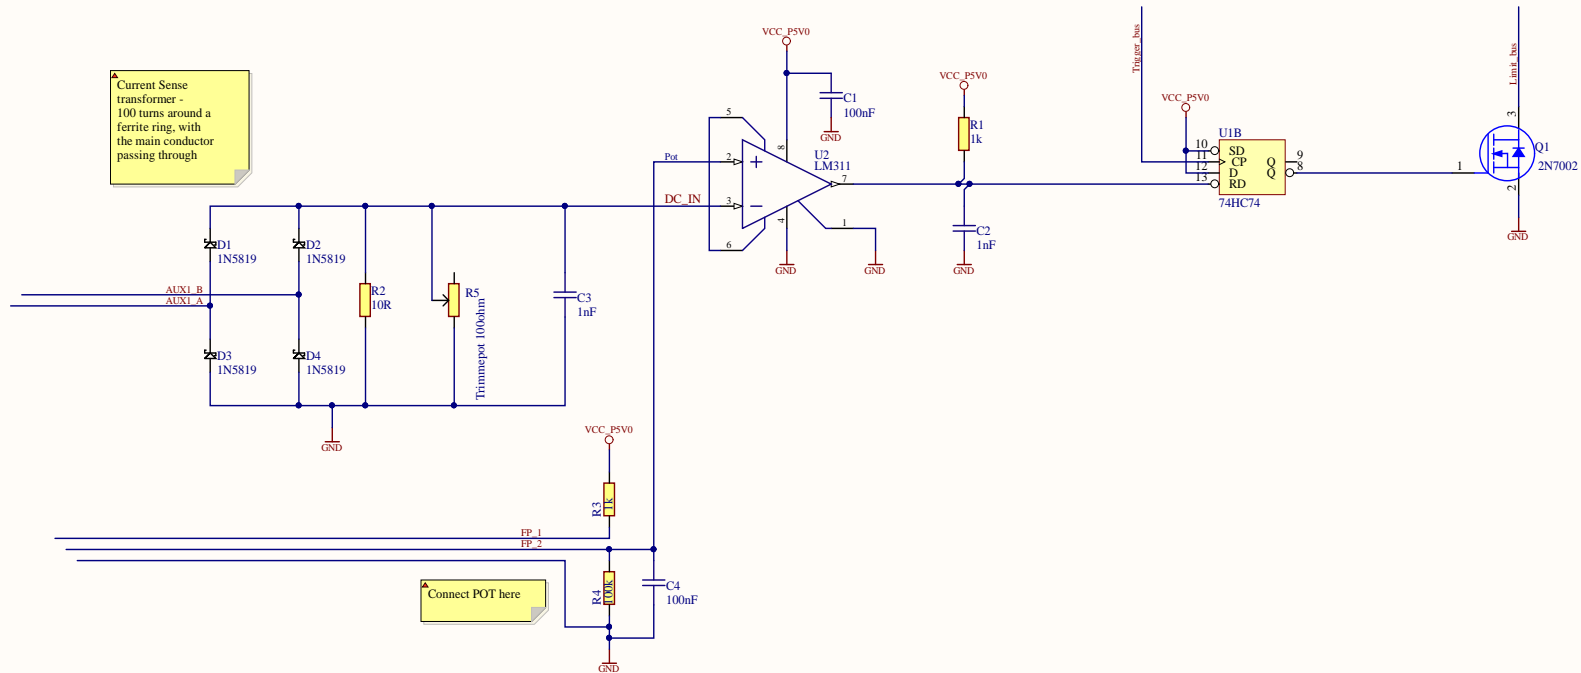 Current Sense
transformer -
100 turns around a
ferrite ring, with
the main conductor
passing through
VCC_P5V0
C1
100nF
GND
5
2
3
6
8
4
7
1
Pot
DC_IN
U2
LM311
GND
GND
VCC_P5V0
R1
1k
C2
1nF
GND
Trigger_bus
VCC_P5V0
U1B
10
11
12
13
SD
CP
D
RD
Q
Q
9
8
74HC74
Limit_bus
3
1
2
Q1
2N7002
GND
D1
1N5819
D2
1N5819
AUX1_B
AUX1_A
D3
1N5819
D4
1N5819
R2
10R
R5
Trimmepot 100ohm
C3
1nF
GND
VCC_P5V0
R3
1k
FP_1
FP_2
R4
100k
C4
100nF
Connect POT here
GND